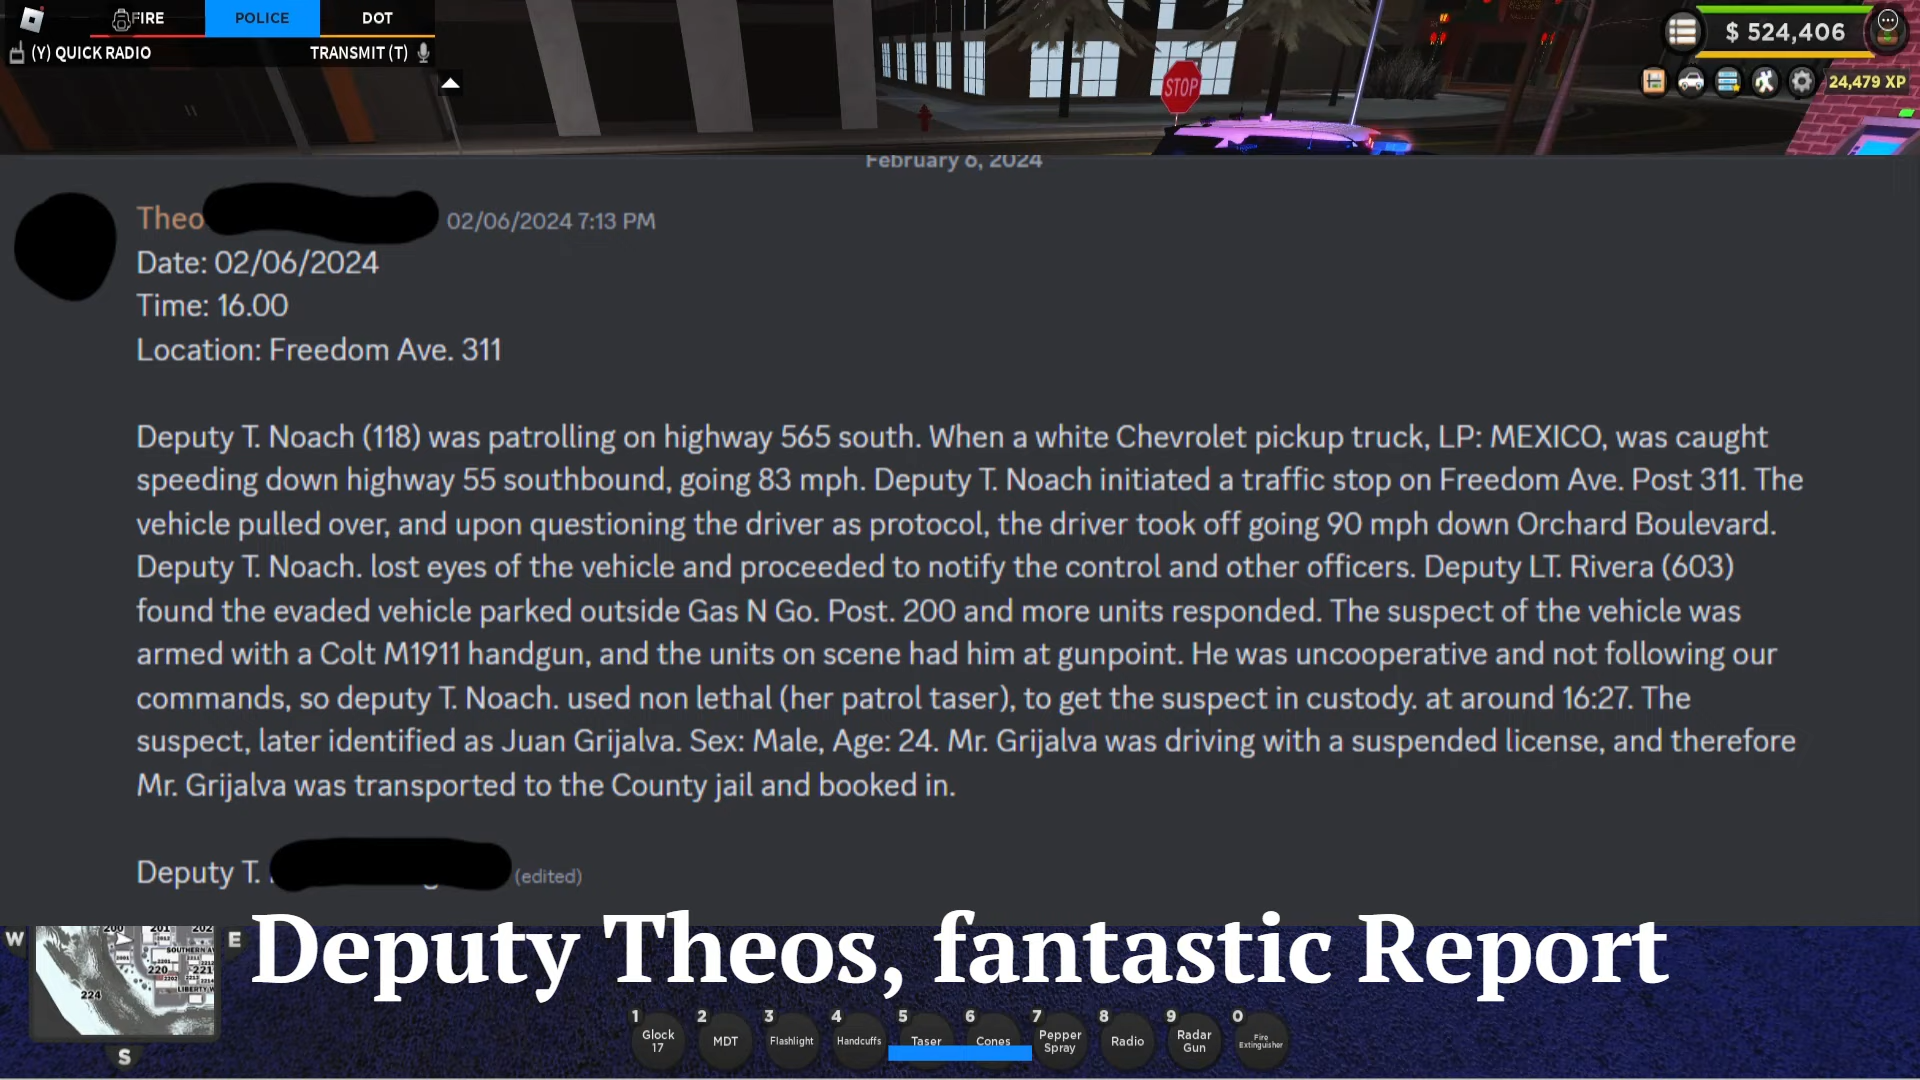 FIRE POLICE DOT
(Y) QUICK RADIO TRANSMIT (T)
STOP
$ 524,406
24,479 XP
February 6, 2024
Theo 02/06/2024 7:13 PM
Date: 02/06/2024
Time: 16.00
Location: Freedom Ave. 311
Deputy T. Noach (118) was patrolling on highway 565 south. When a white Chevrolet pickup truck, LP: MEXICO, was caught
speeding down highway 55 southbound, going 83 mph. Deputy T. Noach initiated a traffic stop on Freedom Ave. Post 311. The
vehicle pulled over, and upon questioning the driver as protocol, the driver took off going 90 mph down Orchard Boulevard.
Deputy T. Noach. lost eyes of the vehicle and proceeded to notify the control and other officers. Deputy LT. Rivera (603)
found the evaded vehicle parked outside Gas N Go. Post. 200 and more units responded. The suspect of the vehicle was
armed with a Colt M1911 handgun, and the units on scene had him at gunpoint. He was uncooperative and not following our
commands, so deputy T. Noach. used non lethal (her patrol taser), to get the suspect in custody. at around 16:27. The
suspect, later identified as Juan Grijalva. Sex: Male, Age: 24. Mr. Grijalva was driving with a suspended license, and therefore
Mr. Grijalva was transported to the County jail and booked in.
Deputy T. (edited)
W E
S
220
224
Deputy Theos, fantastic Report
1 2 3 4 5 6 7 8 9 0
Glock 17 MDT Flashlight Handcuffs Taser Cones Pepper Spray Radio Radar Gun Fire Extinguisher